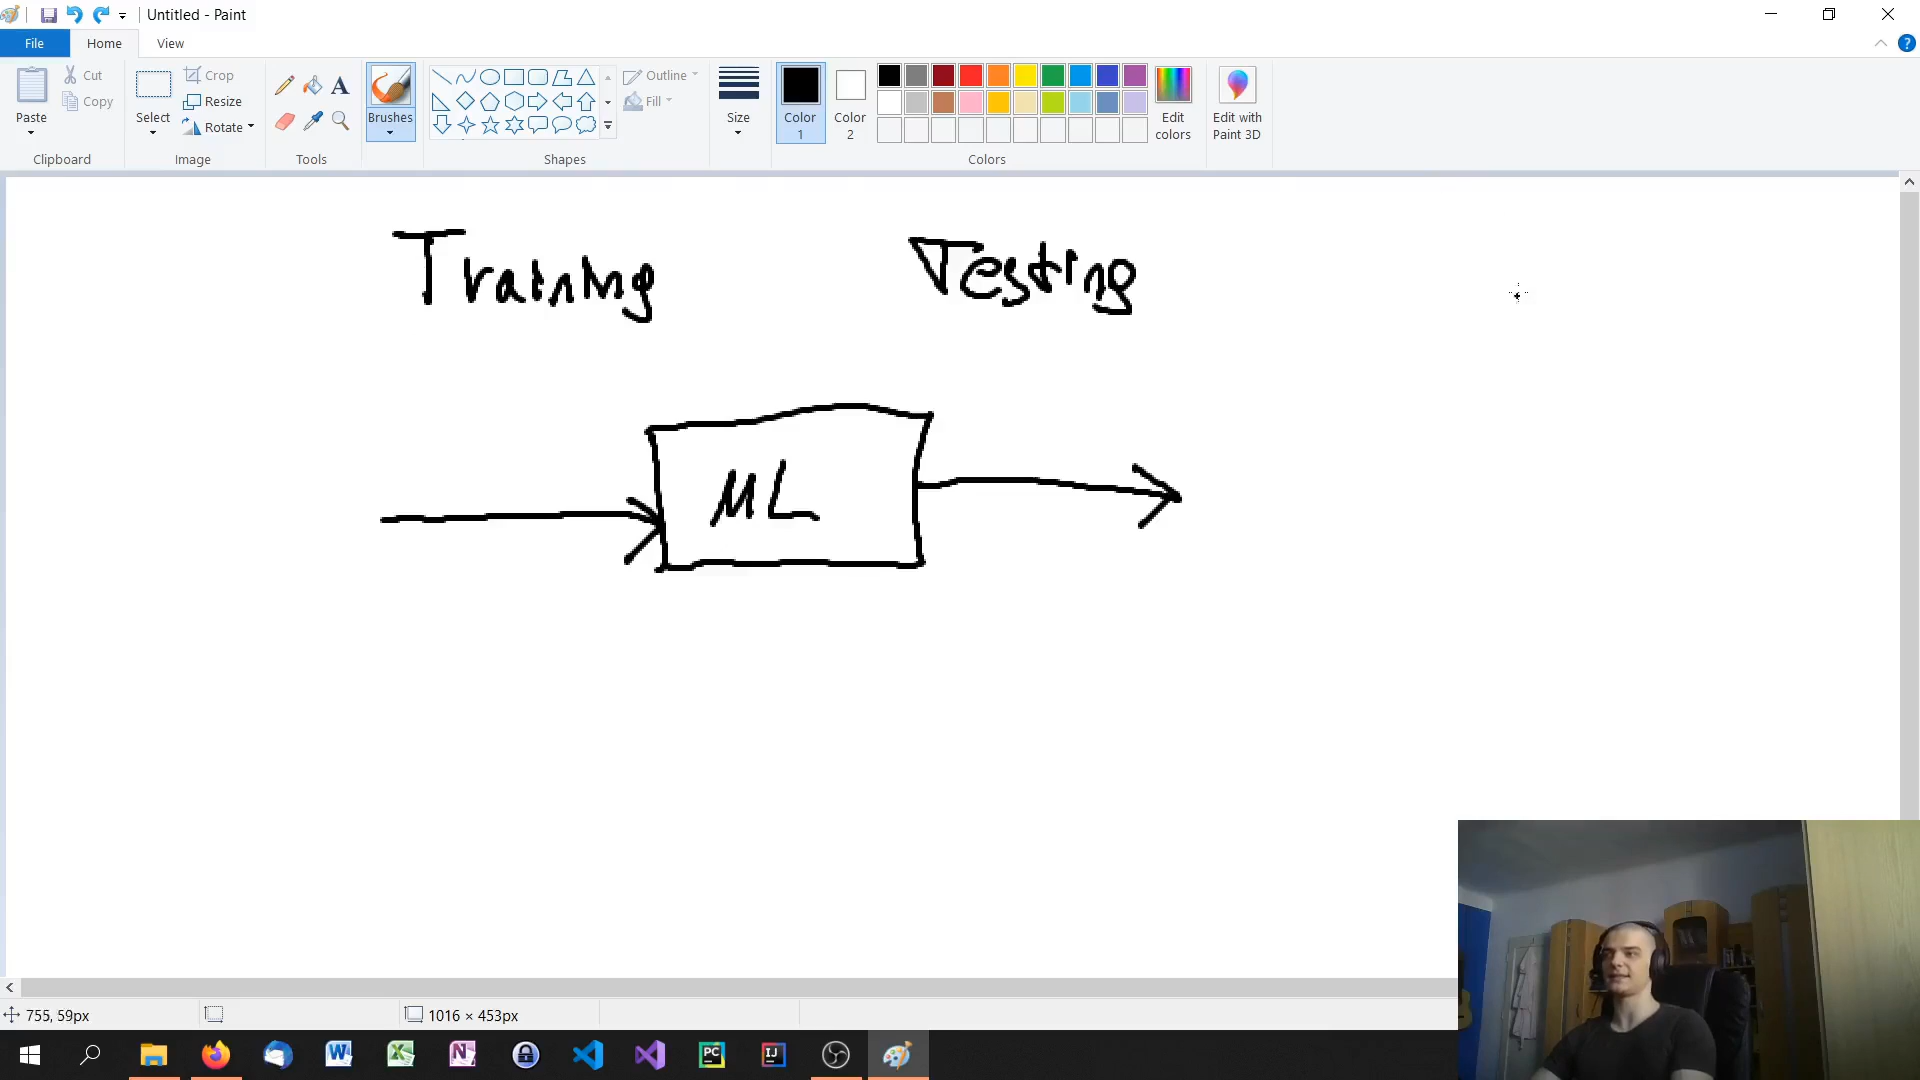 Untitled - Paint
File Home View
Paste
Cut
Copy
Clipboard
Select
Crop
Resize
Rotate
Image
Tools
Brushes
Shapes
Outline
Fill
Size
Color 1
Color 2
Edit colors
Colors
Edit with Paint 3D
Training Testing
ML
755, 59px 1016 × 453px